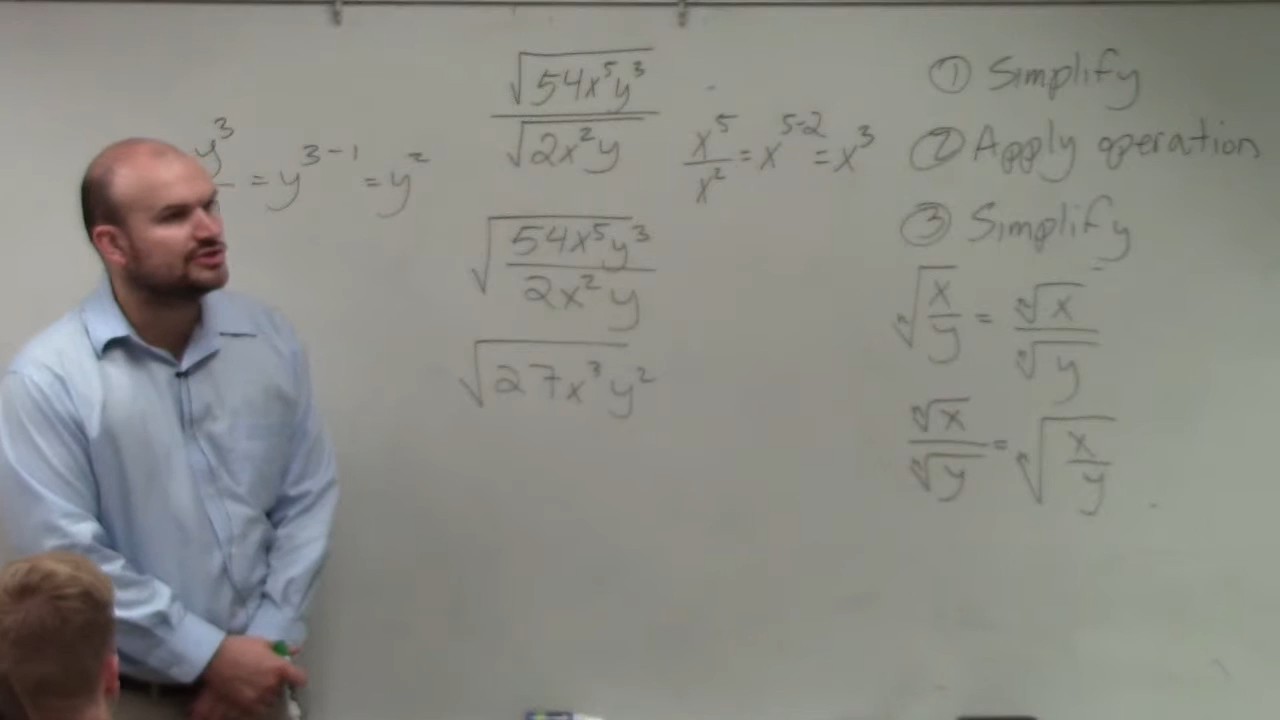 y³/ = y³⁻¹ = y²
√54x⁵y³ / √2x²y
x⁵/x² = x⁵⁻² = x³
√(54x⁵y³ / 2x²y)
√27x³y²
① Simplify
② Apply operation
③ Simplify
ⁿ√(x/y) = ⁿ√x / ⁿ√y
ⁿ√x / ⁿ√y = ⁿ√(x/y)